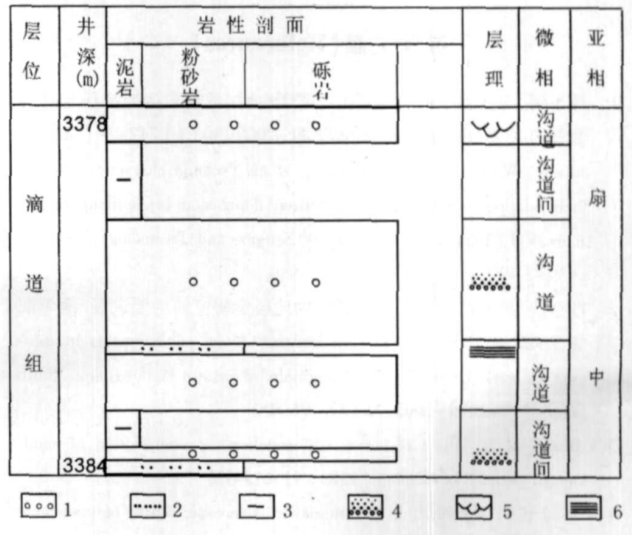 层位
井深(m)
岩性剖面
泥岩
粉砂岩
砾岩
层理
微相
亚相
3378
3384
滴道组
沟道
沟道间
沟道
沟道
沟道间
扇中
1
2
3
4
5
6